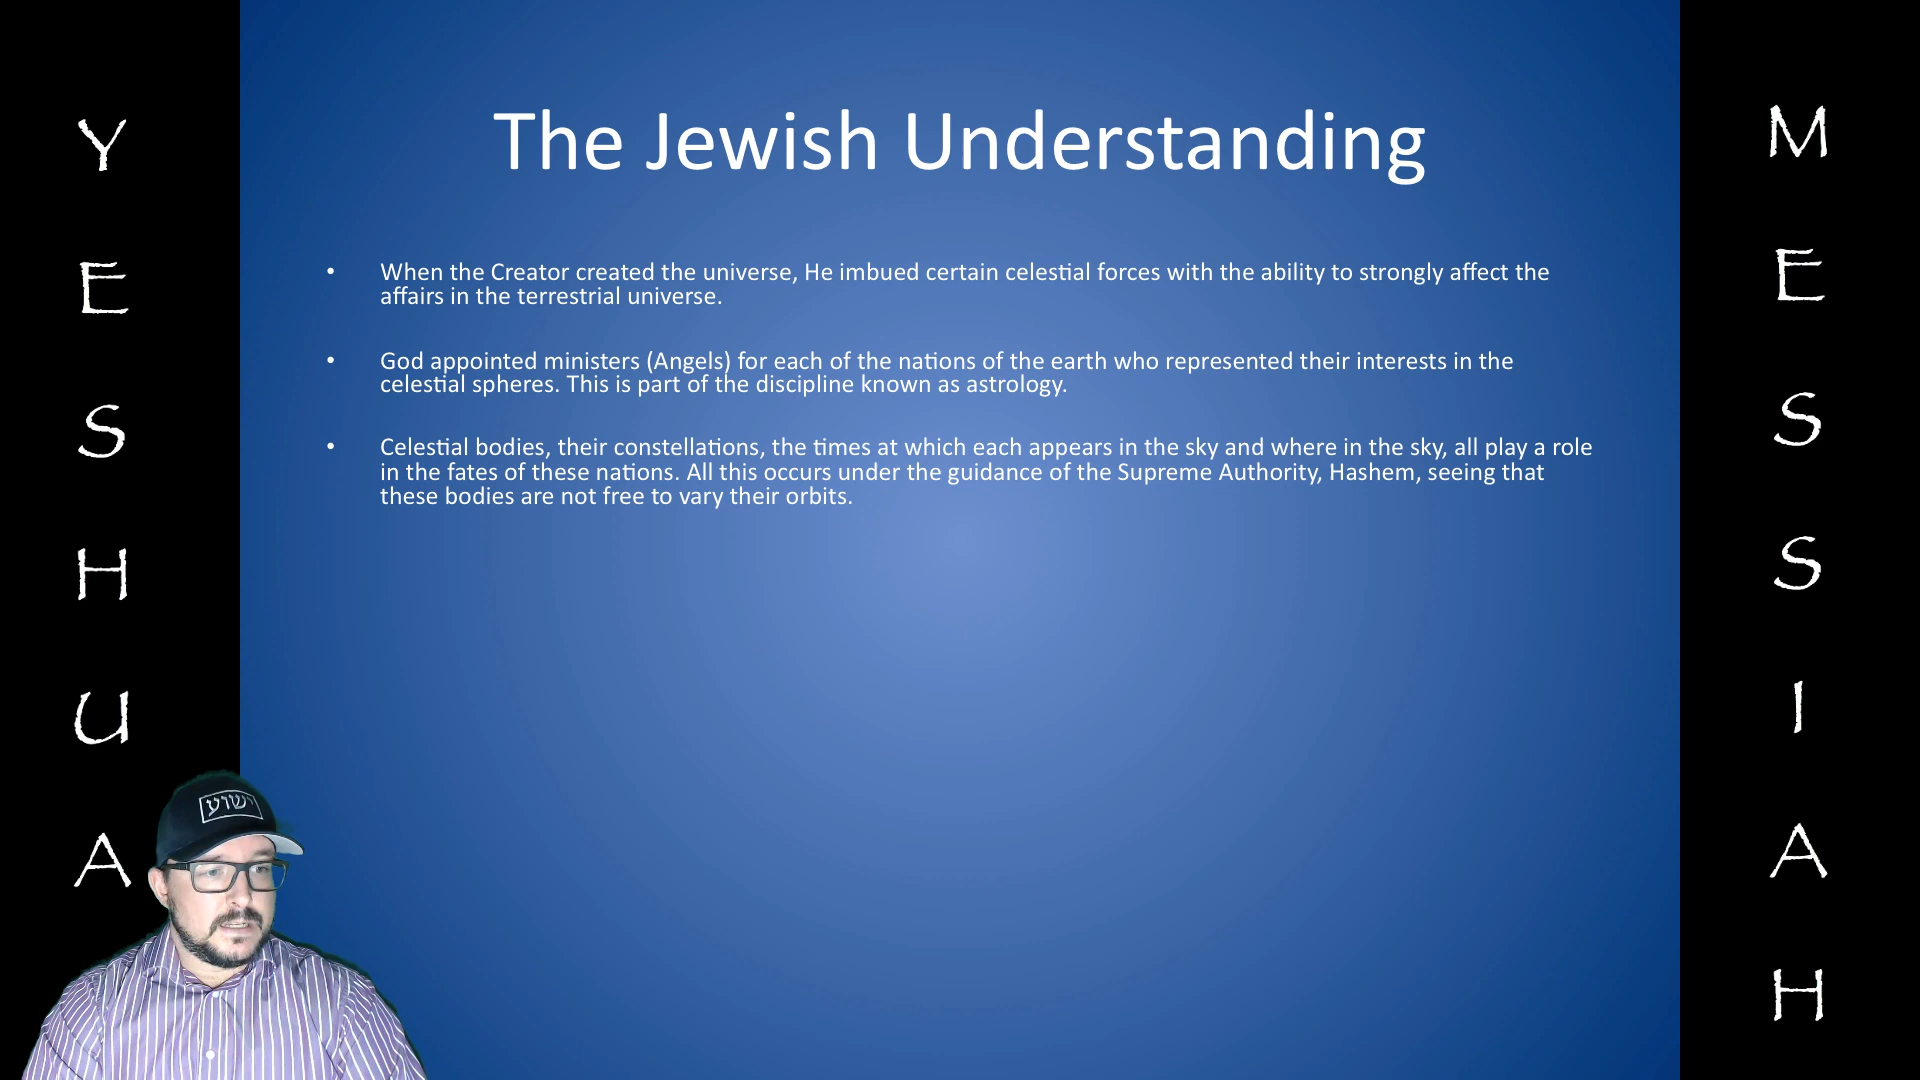 The Jewish Understanding
• When the Creator created the universe, He imbued certain celestial forces with the ability to strongly affect the
affairs in the terrestrial universe.
• God appointed ministers (Angels) for each of the nations of the earth who represented their interests in the
celestial spheres. This is part of the discipline known as astrology.
• Celestial bodies, their constellations, the times at which each appears in the sky and where in the sky, all play a role
in the fates of these nations. All this occurs under the guidance of the Supreme Authority, Hashem, seeing that
these bodies are not free to vary their orbits.
Y
E
S
H
U
A
M
E
S
S
I
A
H
ישוע